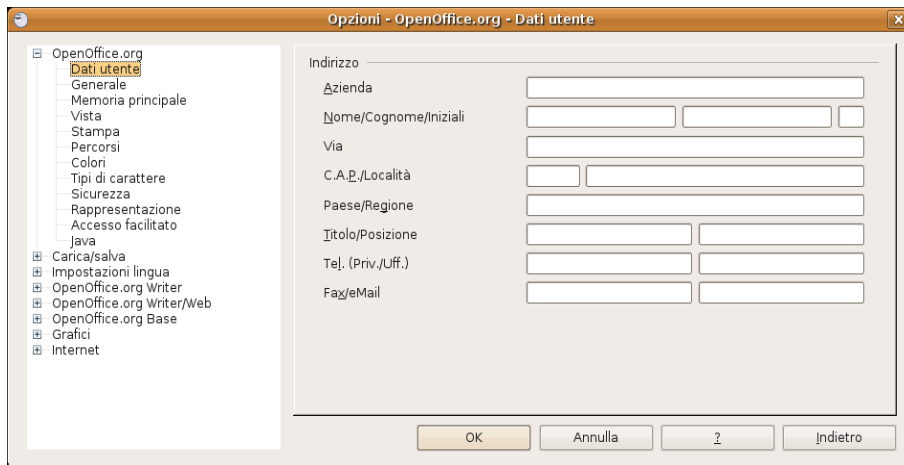 Opzioni - OpenOffice.org - Dati utente
OpenOffice.org
Dati utente
Generale
Memoria principale
Vista
Stampa
Percorsi
Colori
Tipi di carattere
Sicurezza
Rappresentazione
Accesso facilitato
Java
Carica/salva
Impostazioni lingua
OpenOffice.org Writer
OpenOffice.org Writer/Web
OpenOffice.org Base
Grafici
Internet
Indirizzo
Azienda
Nome/Cognome/Iniziali
Via
C.A.P./Località
Paese/Regione
Titolo/Posizione
Tel. (Priv./Uff.)
Fax/eMail
OK
Annulla
?
Indietro